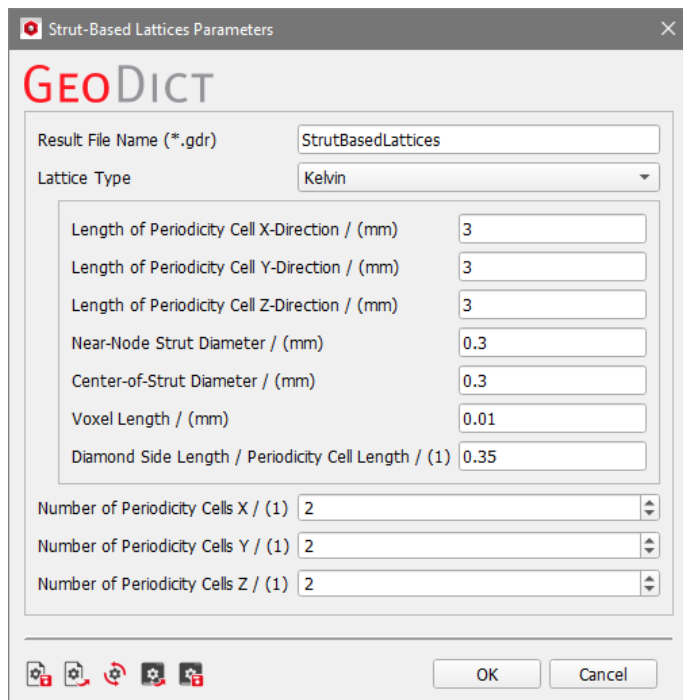 Strut-Based Lattices Parameters
GEODICT
Result File Name (*.gdr) StrutBasedLattices
Lattice Type Kelvin
Length of Periodicity Cell X-Direction / (mm) 3
Length of Periodicity Cell Y-Direction / (mm) 3
Length of Periodicity Cell Z-Direction / (mm) 3
Near-Node Strut Diameter / (mm) 0.3
Center-of-Strut Diameter / (mm) 0.3
Voxel Length / (mm) 0.01
Diamond Side Length / Periodicity Cell Length / (1) 0.35
Number of Periodicity Cells X / (1) 2
Number of Periodicity Cells Y / (1) 2
Number of Periodicity Cells Z / (1) 2
OK Cancel